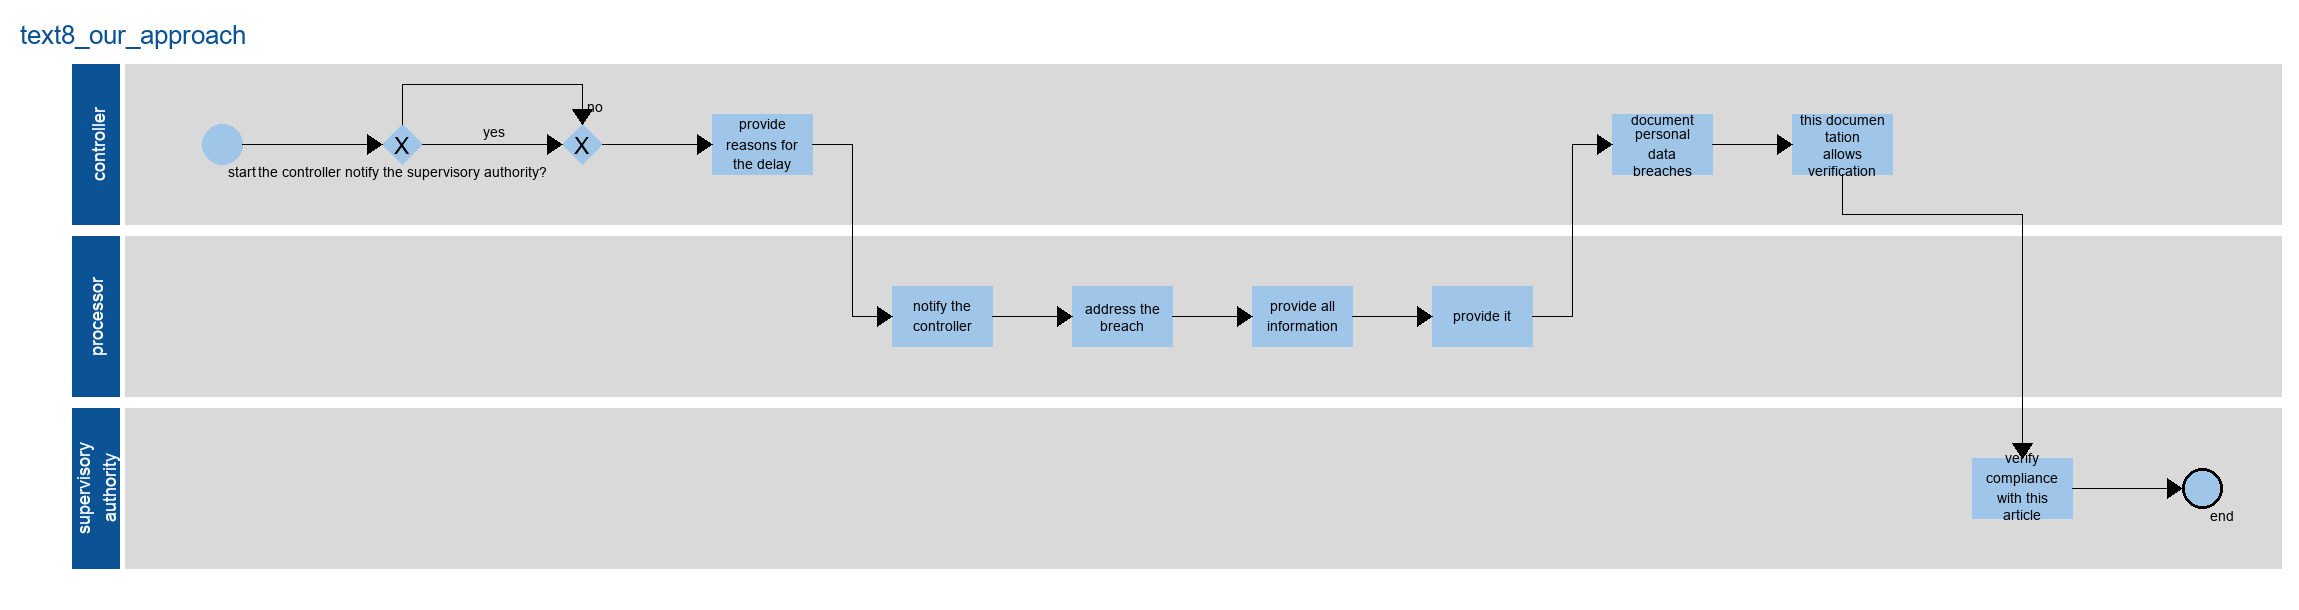 text8_our_approach
controller
X
yes
X
no
start
the controller notify the supervisory authority?
provide
reasons for
the delay
document
personal
data
breaches
this documen
tation
allows
verification
processor
notify the
controller
address the
breach
provide all
information
provide it
supervisory
authority
verify
compliance
with this
article
end